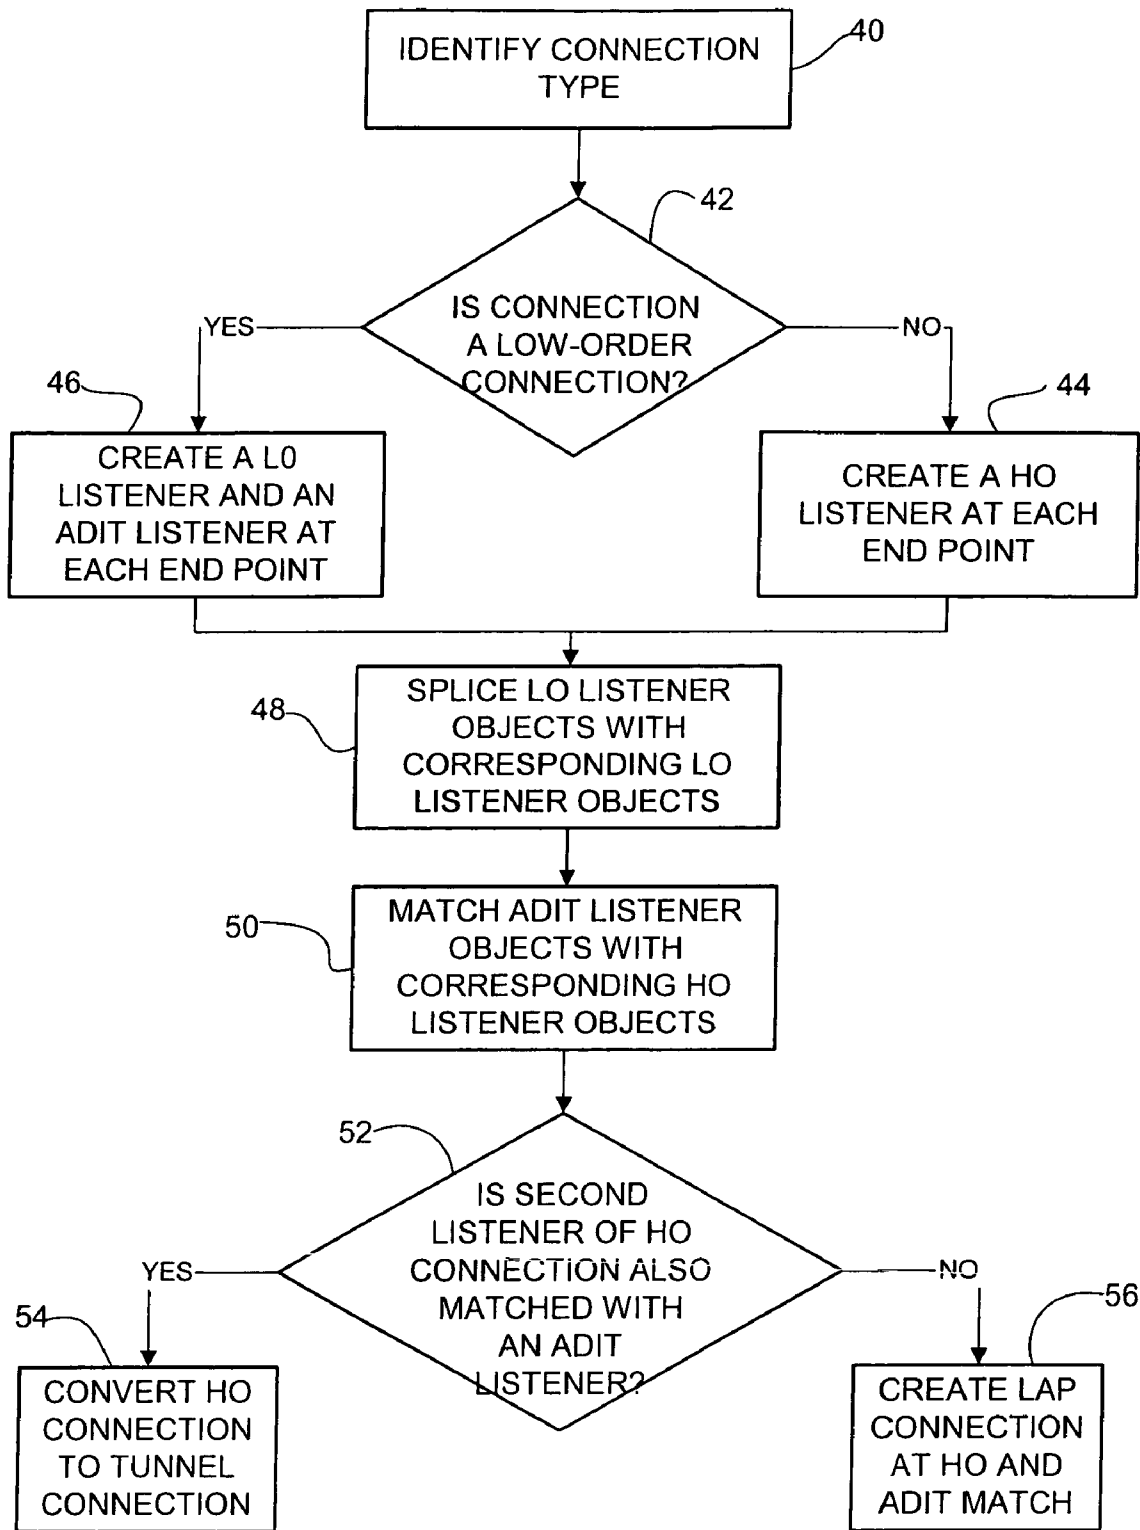 IDENTIFY CONNECTION
TYPE
40
42
IS CONNECTION
A LOW-ORDER
CONNECTION?
YES
NO
46
44
CREATE A L0
LISTENER AND AN
ADIT LISTENER AT
EACH END POINT
CREATE A HO
LISTENER AT EACH
END POINT
48
SPLICE LO LISTENER
OBJECTS WITH
CORRESPONDING LO
LISTENER OBJECTS
50
MATCH ADIT LISTENER
OBJECTS WITH
CORRESPONDING HO
LISTENER OBJECTS
52
IS SECOND
LISTENER OF HO
CONNECTION ALSO
MATCHED WITH
AN ADIT
LISTENER?
YES
NO
54
56
CONVERT HO
CONNECTION
TO TUNNEL
CONNECTION
CREATE LAP
CONNECTION
AT HO AND
ADIT MATCH